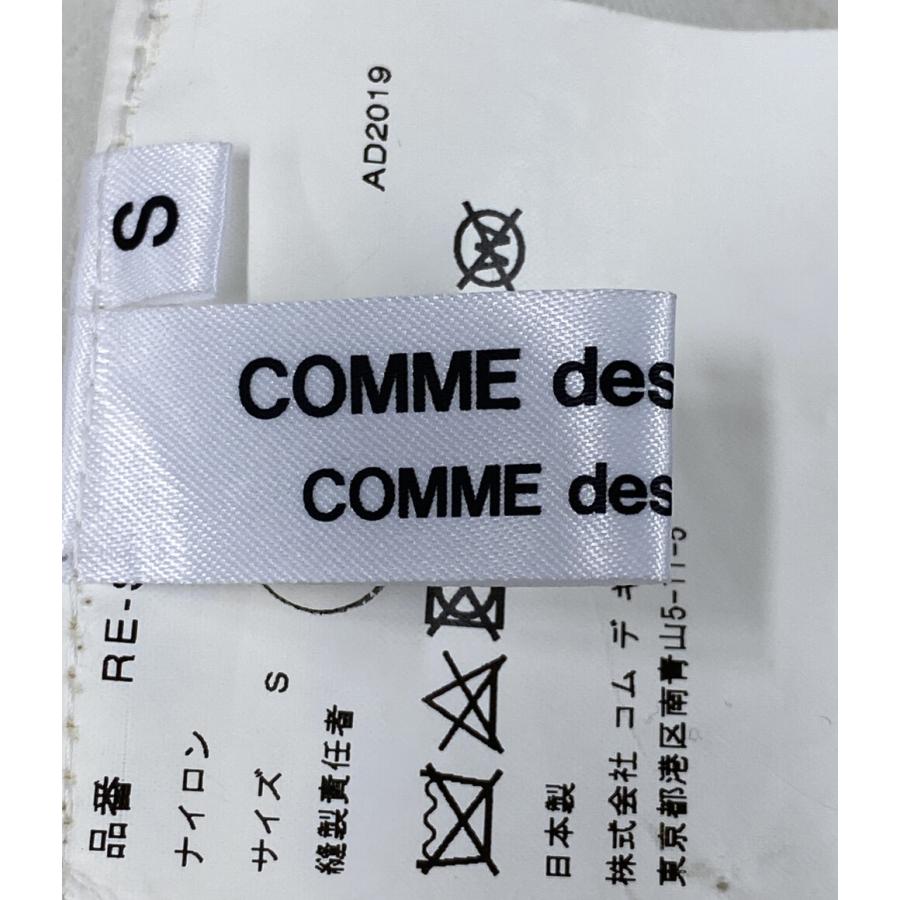 S
COMME des
COMME des
AD2019
品番 RE-S
ナイロン
サイズ S
縫製責任者
日本製
株式会社 コム デ
東京都港区南青山5-11-5